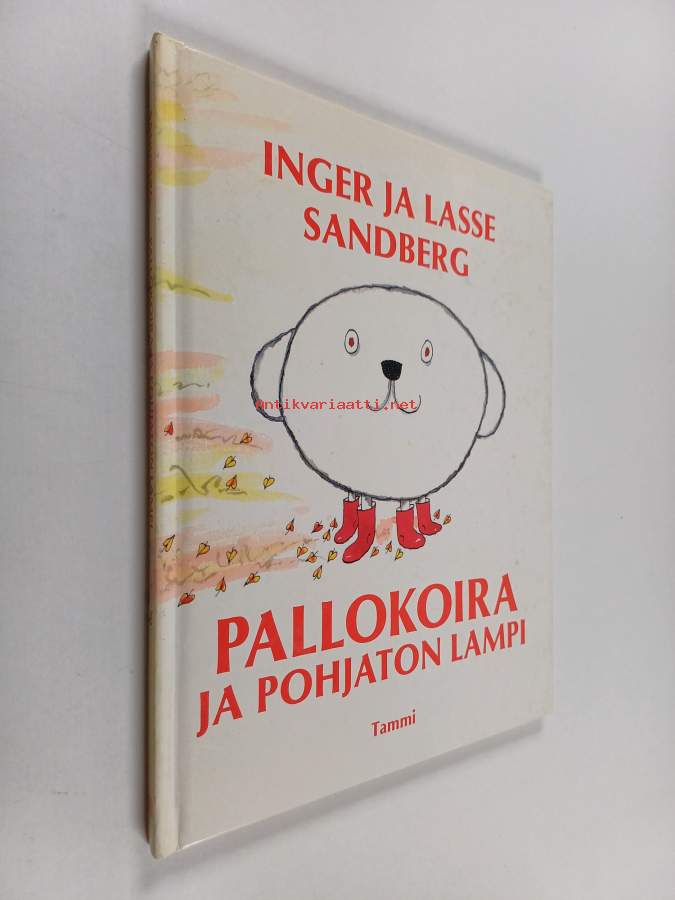 INGER JA LASSE
SANDBERG
Antikvariaatti.net
PALLOKOIRA
JA POHJATON LAMPI
Tammi